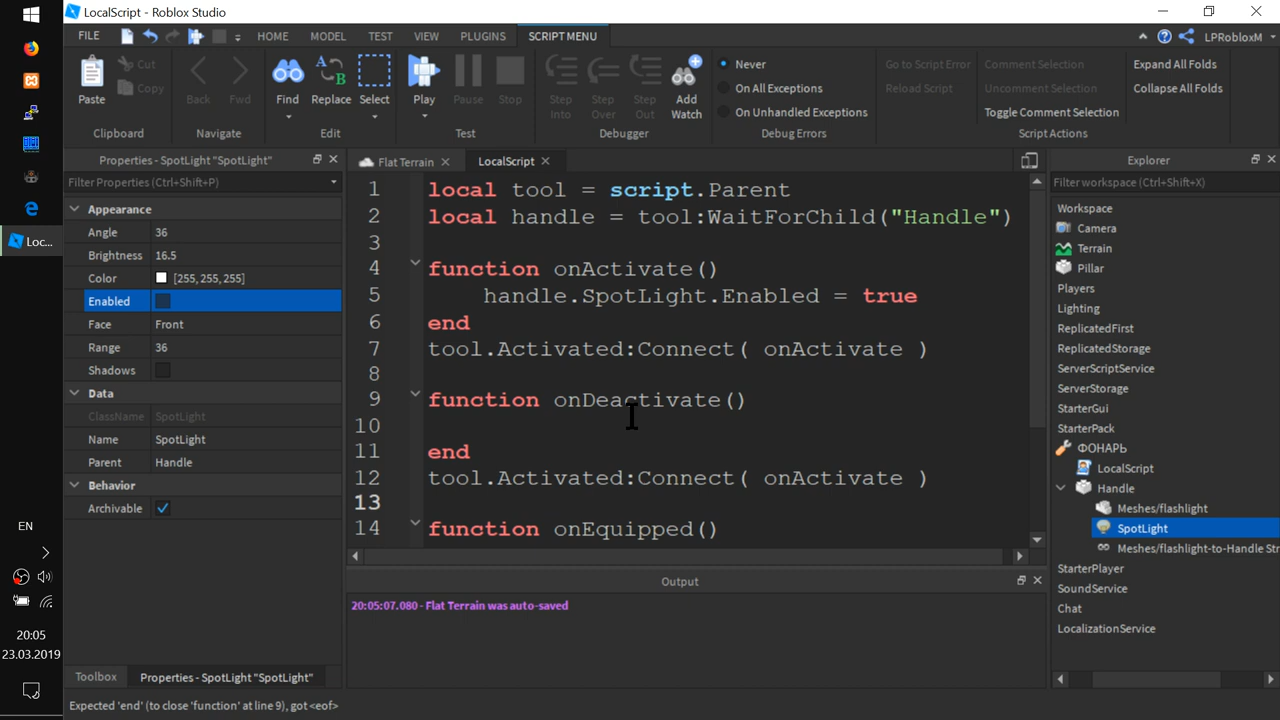 LocalScript - Roblox Studio
FILE HOME MODEL TEST VIEW PLUGINS SCRIPT MENU LPRobloxM
Paste Cut Copy
Clipboard
Back Fwd
Navigate
Find Replace Select
Edit
Play Pause Stop
Test
Step Into Step Over Step Out Add Watch
Debugger
Never
On All Exceptions
On Unhandled Exceptions
Debug Errors
Go to Script Error
Reload Script
Comment Selection
Uncomment Selection
Toggle Comment Selection
Expand All Folds
Collapse All Folds
Script Actions
Properties - SpotLight "SpotLight"
Filter Properties (Ctrl+Shift+P)
Appearance
Angle 36
Brightness 16.5
Color [255, 255, 255]
Enabled
Face Front
Range 36
Shadows
Data
ClassName SpotLight
Name SpotLight
Parent Handle
Behavior
Archivable
Toolbox Properties - SpotLight "SpotLight"
Flat Terrain LocalScript
1 local tool = script.Parent
2 local handle = tool:WaitForChild("Handle")
3
4 function onActivate()
5 handle.SpotLight.Enabled = true
6 end
7 tool.Activated:Connect( onActivate )
8
9 function onDeactivate()
10
11 end
12 tool.Activated:Connect( onActivate )
13
14 function onEquipped()
Output
20:05:07.080 - Flat Terrain was auto-saved
Explorer
Filter workspace (Ctrl+Shift+X)
Workspace
Camera
Terrain
Pillar
Players
Lighting
ReplicatedFirst
ReplicatedStorage
ServerScriptService
ServerStorage
StarterGui
StarterPack
ФОНАРЬ
LocalScript
Handle
Meshes/flashlight
SpotLight
Meshes/flashlight-to-Handle Str
StarterPlayer
SoundService
Chat
LocalizationService
Loc...
EN
20:05
23.03.2019
Expected 'end' (to close 'function' at line 9), got <eof>